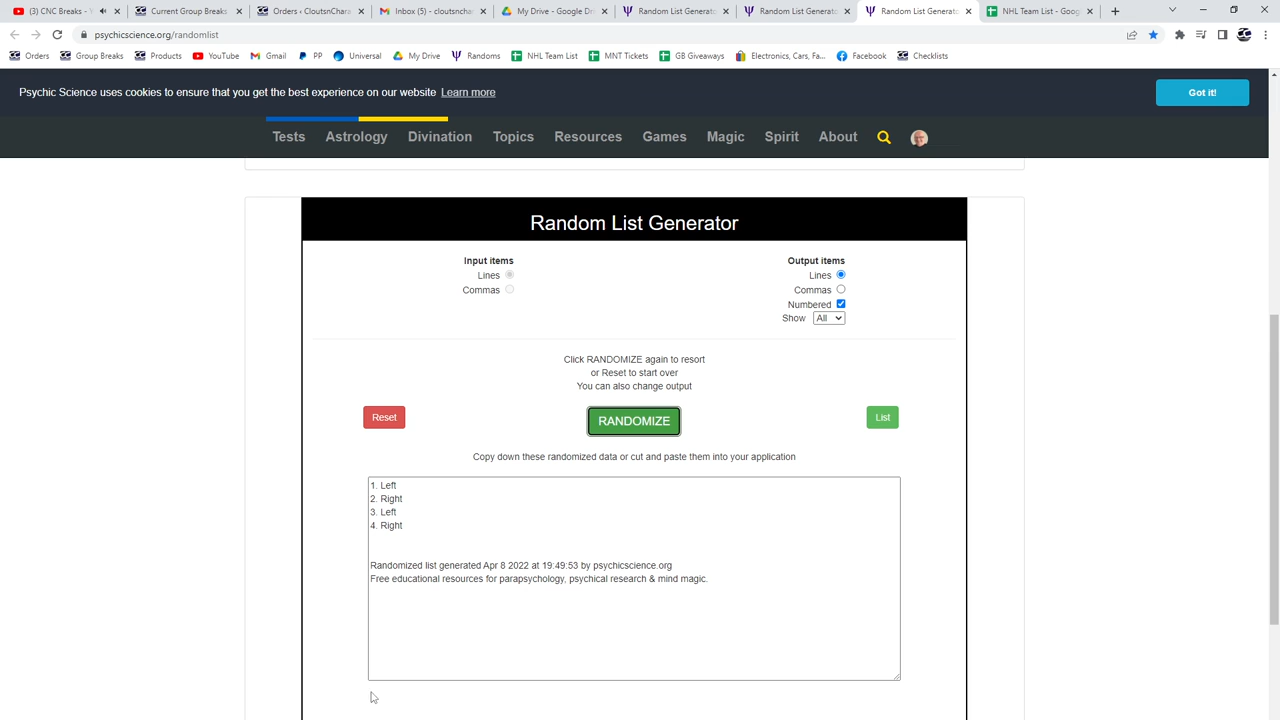 (3) CNC Breaks - Y
Current Group Breaks
Orders < CloutsnChara
Inbox (5) - cloutsnchar
My Drive - Google Dri
Random List Generato
Random List Generato
Random List Generato
NHL Team List - Goog
psychicscience.org/randomlist
Orders
Group Breaks
Products
YouTube
Gmail
PP
Universal
My Drive
Randoms
NHL Team List
MNT Tickets
GB Giveaways
Electronics, Cars, Fa...
Facebook
Checklists
Psychic Science uses cookies to ensure that you get the best experience on our website Learn more
Got it!
Tests
Astrology
Divination
Topics
Resources
Games
Magic
Spirit
About
Random List Generator
Input items
Lines
Commas
Output items
Lines
Commas
Numbered
Show All
Click RANDOMIZE again to resort
or Reset to start over
You can also change output
Reset
RANDOMIZE
List
Copy down these randomized data or cut and paste them into your application
1. Left
2. Right
3. Left
4. Right
Randomized list generated Apr 8 2022 at 19:49:53 by psychicscience.org
Free educational resources for parapsychology, psychical research & mind magic.